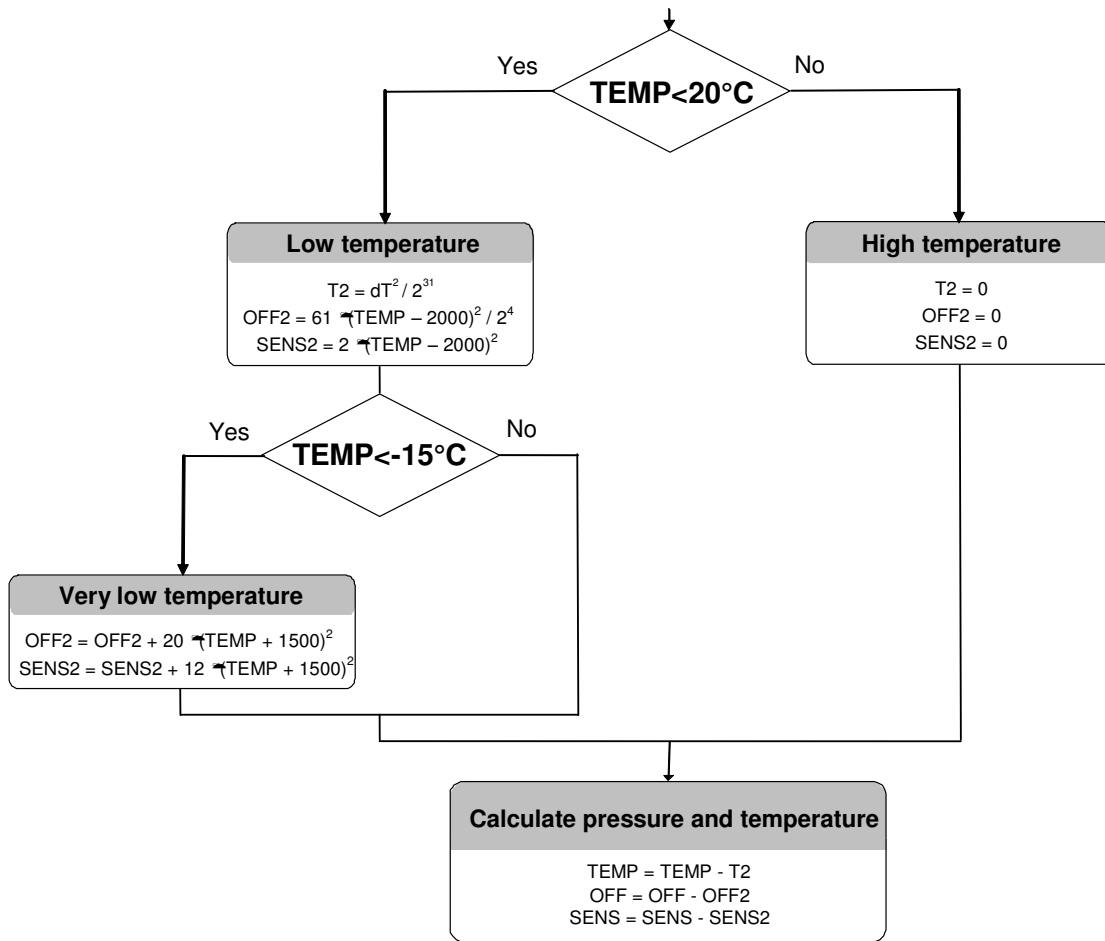 Yes
No
TEMP<20°C
Low temperature
T2 = dT² / 2³¹
OFF2 = 61 (TEMP – 2000)² / 2⁴
SENS2 = 2 (TEMP – 2000)²
High temperature
T2 = 0
OFF2 = 0
SENS2 = 0
Yes
No
TEMP<-15°C
Very low temperature
OFF2 = OFF2 + 20 (TEMP + 1500)²
SENS2 = SENS2 + 12 (TEMP + 1500)²
Calculate pressure and temperature
TEMP = TEMP - T2
OFF = OFF - OFF2
SENS = SENS - SENS2